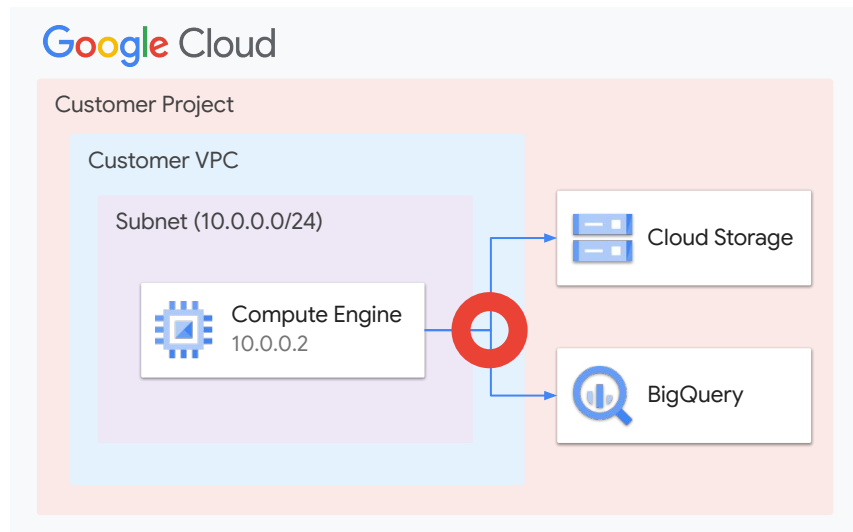 Google Cloud
Customer Project
Customer VPC
Subnet (10.0.0.0/24)
Compute Engine
10.0.0.2
Cloud Storage
BigQuery